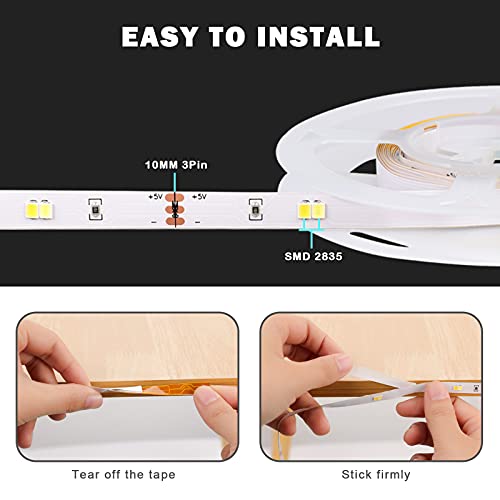 EASY TO INSTALL
10MM 3Pin
+5V +5V
- -
SMD 2835
Tear off the tape
Stick firmly